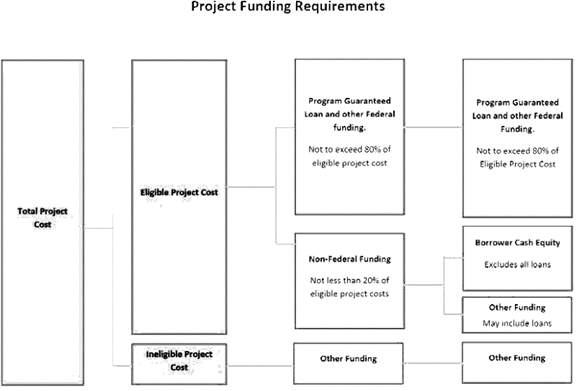 Project Funding Requirements
Total Project
Cost
Eligible Project Cost
Ineligible Project
Cost
Program Guaranteed
Loan and other Federal
funding.
Not to exceed 80% of
eligible project cost
Non-Federal Funding
Not less than 20% of
eligible project costs
Other Funding
Program Guaranteed
Loan and other Federal
Funding.
Not to exceed 80% of
Eligible Project Cost
Borrower Cash Equity
Excludes all loans
Other Funding
May include loans
Other Funding